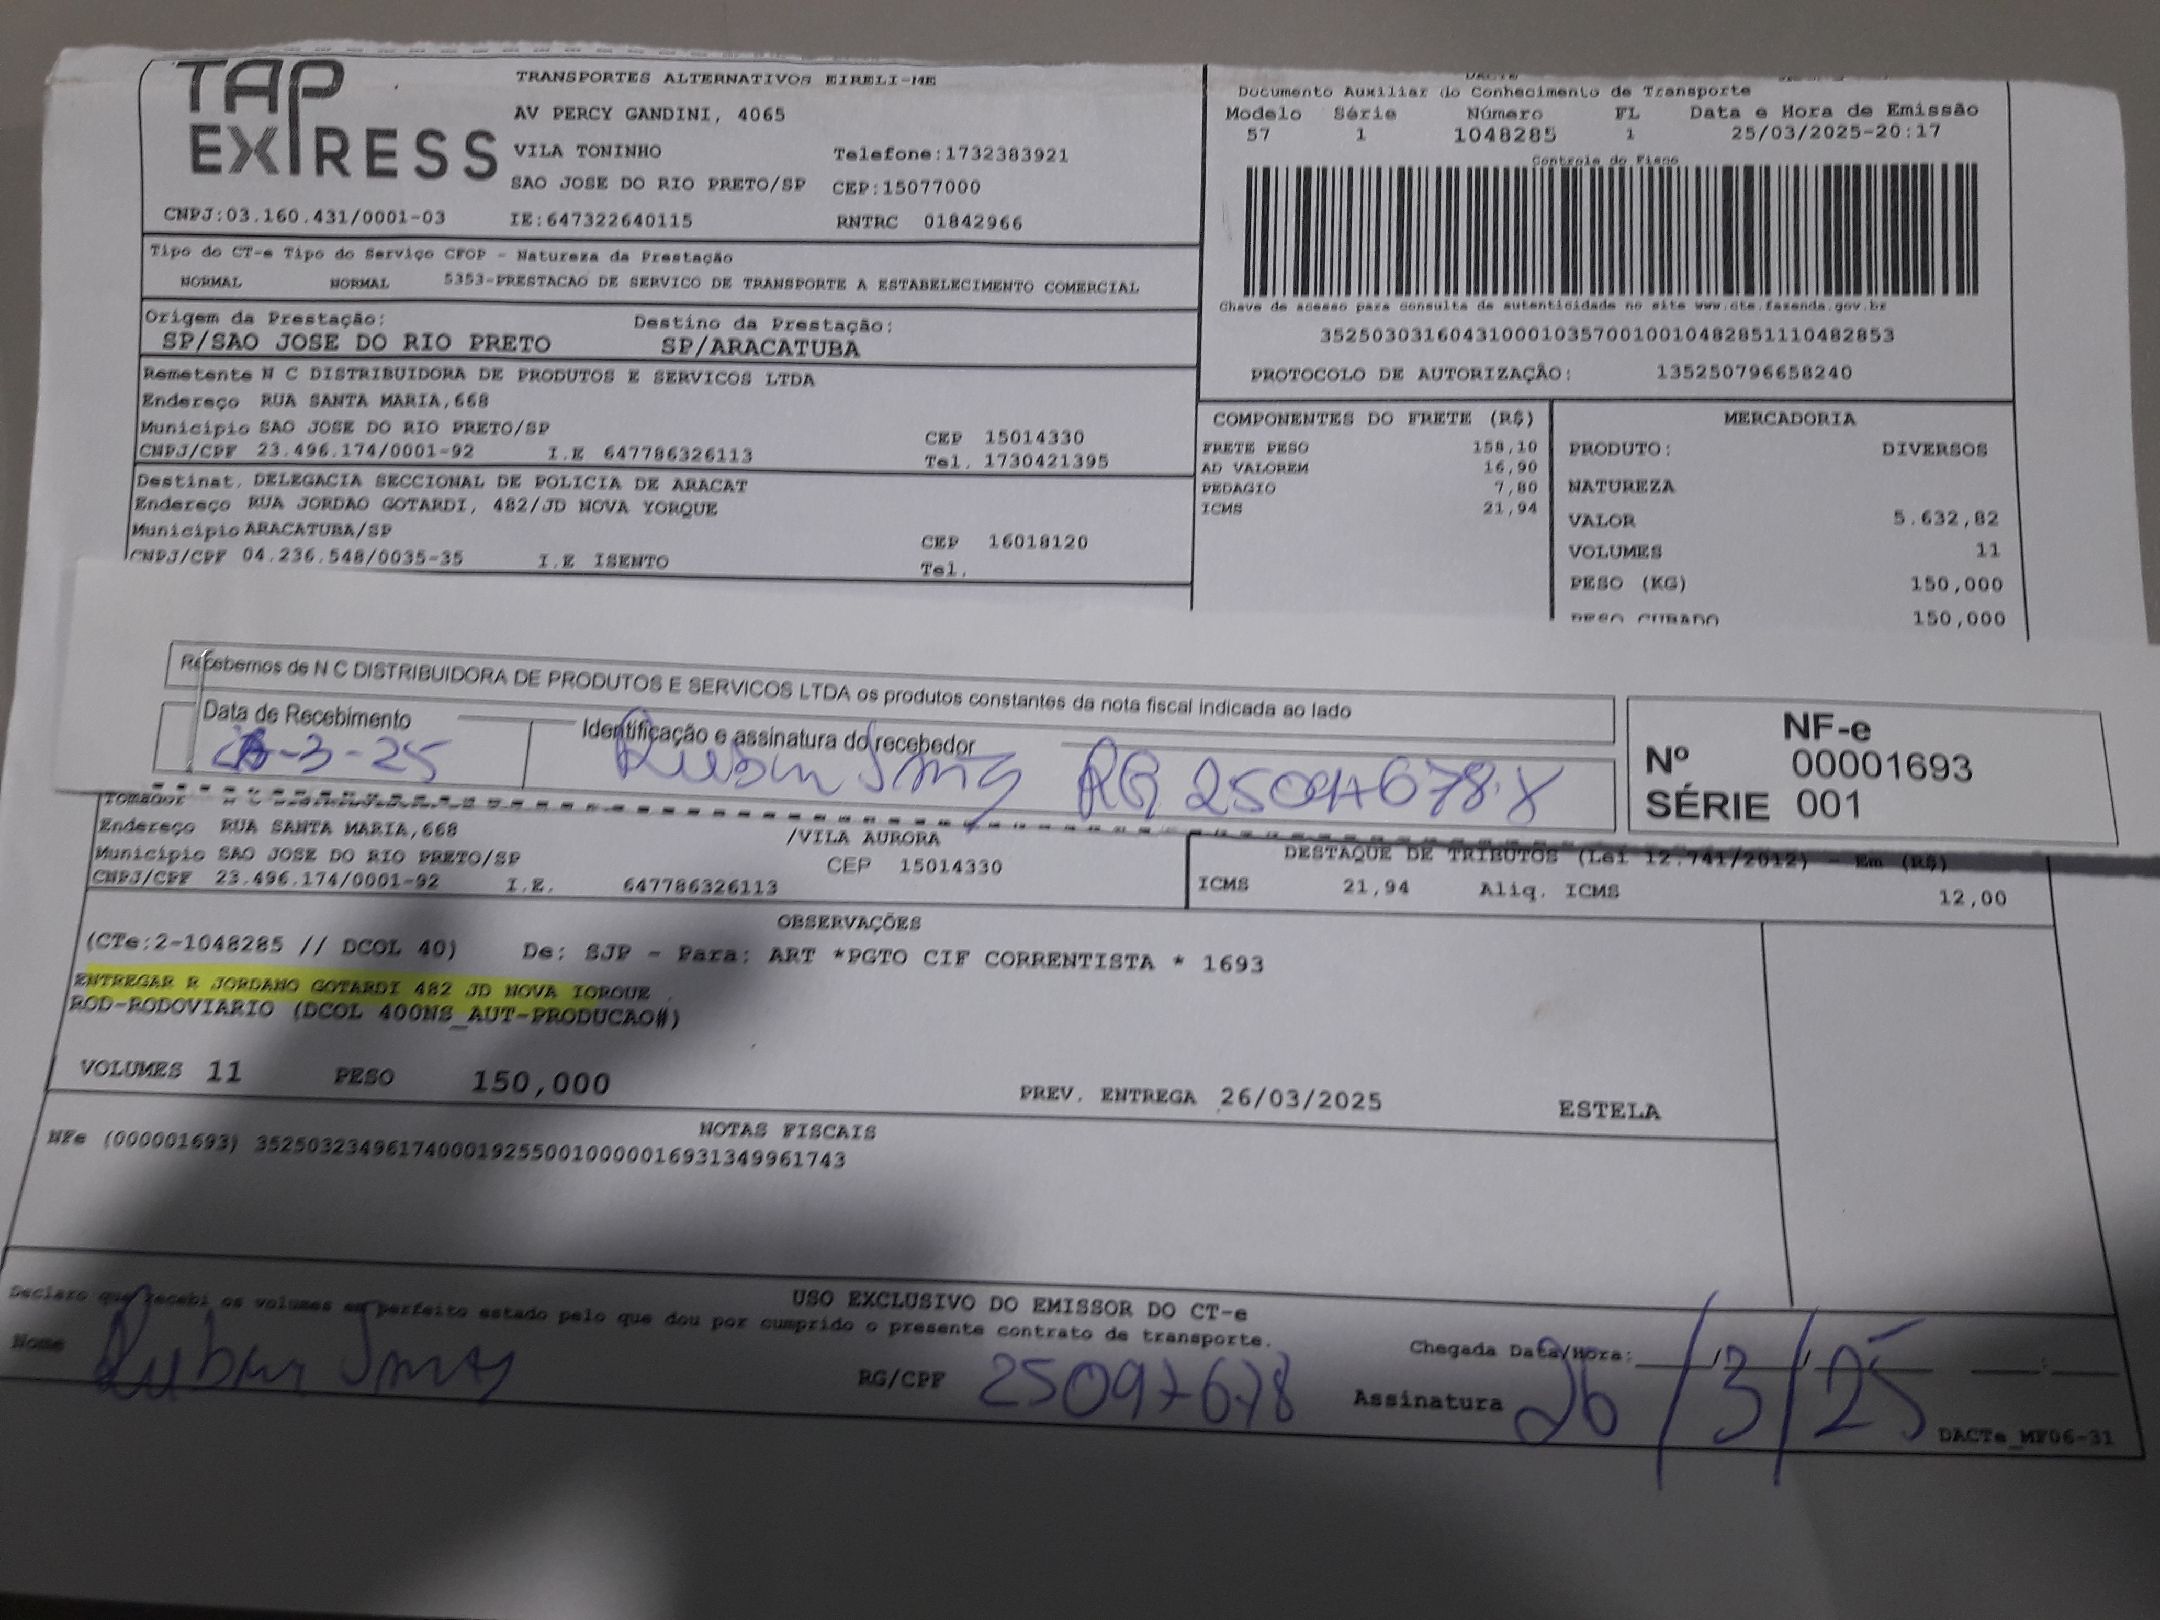 TAP EXPRESS
TRANSPORTES ALTERNATIVOS EIRELI-ME
AV PERCY GANDINI, 4065
VILA TONINHO Telefone:1732383921
SAO JOSE DO RIO PRETO/SP CEP:15077000
CNPJ:03.160.431/0001-03 IE:647322640115 RNTRC 01842966
DACTE
Documento Auxiliar do Conhecimento de Transporte
Modelo Série Número FL Data e Hora de Emissão
57 1 1048285 1 25/03/2025-20:17
Controle do Fisco
Chave de acesso para consulta de autenticidade no site www.cte.fazenda.gov.br
35250303160431000103570010010482851110482853
PROTOCOLO DE AUTORIZAÇÃO: 135250796658240
Tipo do CT-e Tipo do Serviço CFOP - Natureza da Prestação
NORMAL NORMAL 5353-PRESTACAO DE SERVICO DE TRANSPORTE A ESTABELECIMENTO COMERCIAL
Origem da Prestação: Destino da Prestação:
SP/SAO JOSE DO RIO PRETO SP/ARACATUBA
Remetente N C DISTRIBUIDORA DE PRODUTOS E SERVICOS LTDA
Endereço RUA SANTA MARIA,668
Município SAO JOSE DO RIO PRETO/SP CEP 15014330
CNPJ/CPF 23.496.174/0001-92 I.E 647786326113 Tel. 1730421395
Destinat. DELEGACIA SECCIONAL DE POLICIA DE ARACAT
Endereço RUA JORDAO GOTARDI, 482/JD NOVA YORQUE
Município ARACATUBA/SP CEP 16018120
CNPJ/CPF 04.236.548/0035-35 I.E ISENTO Tel.
COMPONENTES DO FRETE (R$)
FRETE PESO 158,10
AD VALOREM 16,90
PEDAGIO 7,80
ICMS 21,94
MERCADORIA
PRODUTO: DIVERSOS
NATUREZA
VALOR 5.632,82
VOLUMES 11
PESO (KG) 150,000
PESO CUBADO 150,000
Recebemos de N C DISTRIBUIDORA DE PRODUTOS E SERVICOS LTDA os produtos constantes da nota fiscal indicada ao lado
Data de Recebimento Identificação e assinatura do recebedor
-3-25 RG 25097678-X
NF-e
Nº 00001693
SÉRIE 001
Tomador
Endereço RUA SANTA MARIA,668 /VILA AURORA
Município SAO JOSE DO RIO PRETO/SP CEP 15014330
CNPJ/CPF 23.496.174/0001-92 I.E. 647786326113
DESTAQUE DE TRIBUTOS (Lei 12.741/2012) - Em (R$)
ICMS 21,94 Aliq. ICMS 12,00
OBSERVAÇÕES
(CTe:2-1048285 // DCOL 40) De: SJP - Para: ART *PGTO CIF CORRENTISTA * 1693
ENTREGAR R JORDANO GOTARDI 482 JD NOVA IORQUE
ROD-RODOVIARIO (DCOL 400NS_AUT-PRODUCAO#)
VOLUMES 11 PESO 150,000 PREV. ENTREGA 26/03/2025 ESTELA
NOTAS FISCAIS
NFe (000001693) 35250323496174000192550010000016931349961743
USO EXCLUSIVO DO EMISSOR DO CT-e
Declaro que recebi os volumes em perfeito estado pelo que dou por cumprido o presente contrato de transporte.
Nome RG/CPF 25097678 Chegada Data/Hora: / / :
Assinatura 26/3/25
DACTe_MF06-31